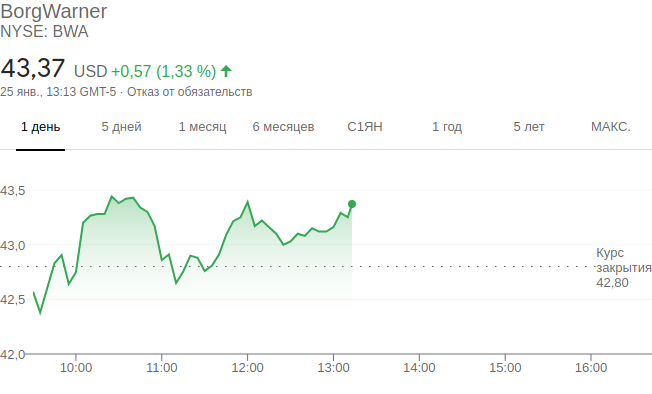 BorgWarner
NYSE: BWA
43,37 USD +0,57 (1,33 %)
25 янв., 13:13 GMT-5 · Отказ от обязательств
1 день 5 дней 1 месяц 6 месяцев С1ЯН 1 год 5 лет МАКС.
43,5
43,0
Курс
закрытия
42,80
42,5
42,0
10:00 11:00 12:00 13:00 14:00 15:00 16:00